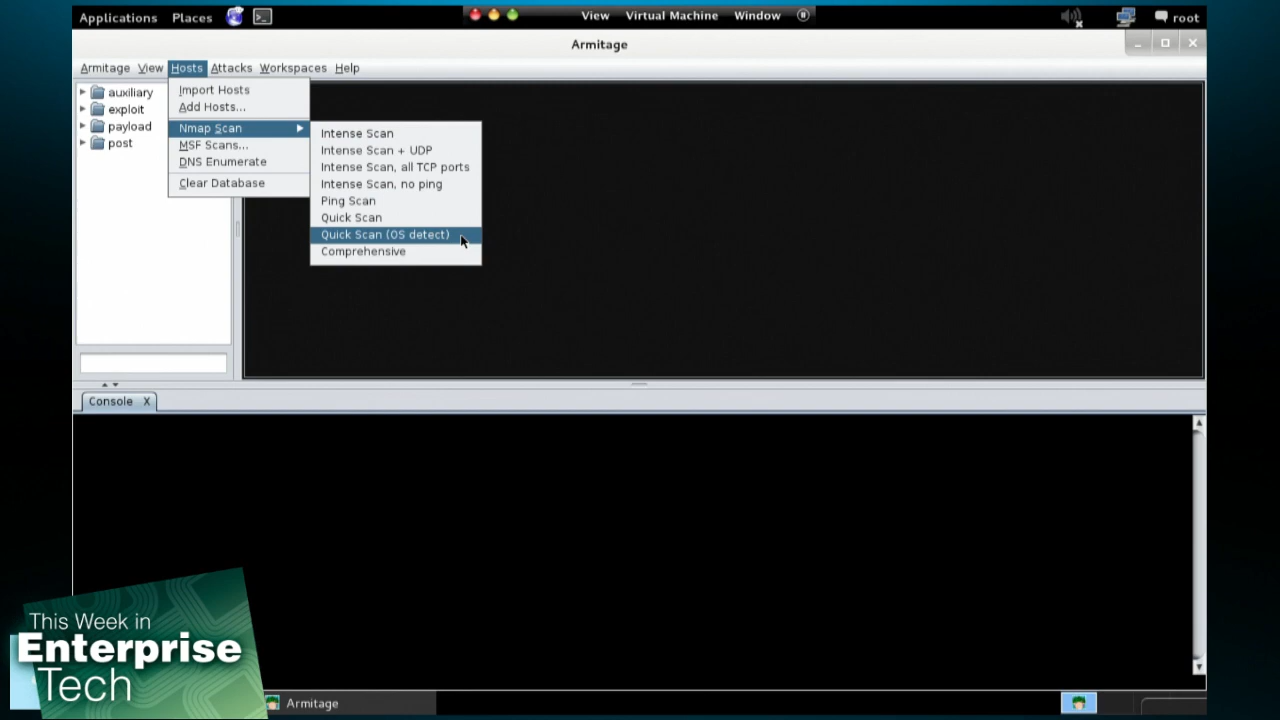 Applications Places
View Virtual Machine Window
root
Armitage
Armitage View Hosts Attacks Workspaces Help
auxiliary
exploit
payload
post
Import Hosts
Add Hosts...
Nmap Scan
MSF Scans...
DNS Enumerate
Clear Database
Intense Scan
Intense Scan + UDP
Intense Scan, all TCP ports
Intense Scan, no ping
Ping Scan
Quick Scan
Quick Scan (OS detect)
Comprehensive
Console X
This Week in
Enterprise
Tech
Armitage